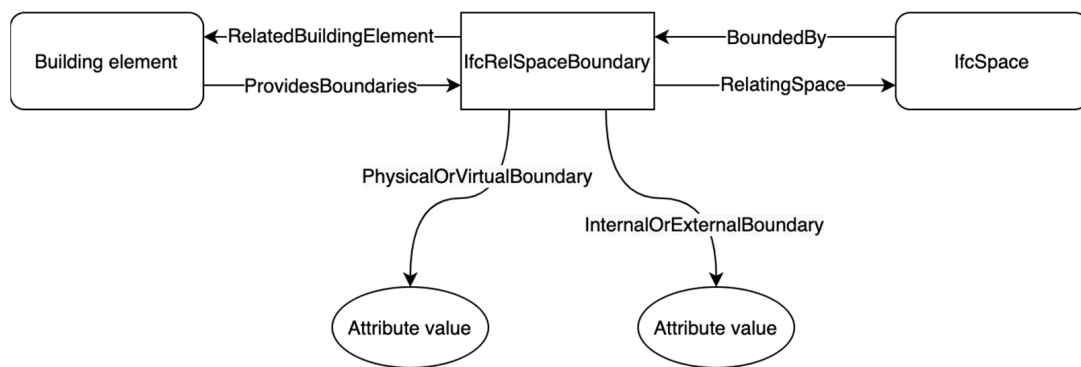 RelatedBuildingElement
BoundedBy
Building element
IfcRelSpaceBoundary
IfcSpace
ProvidesBoundaries
RelatingSpace
PhysicalOrVirtualBoundary
InternalOrExternalBoundary
Attribute value
Attribute value